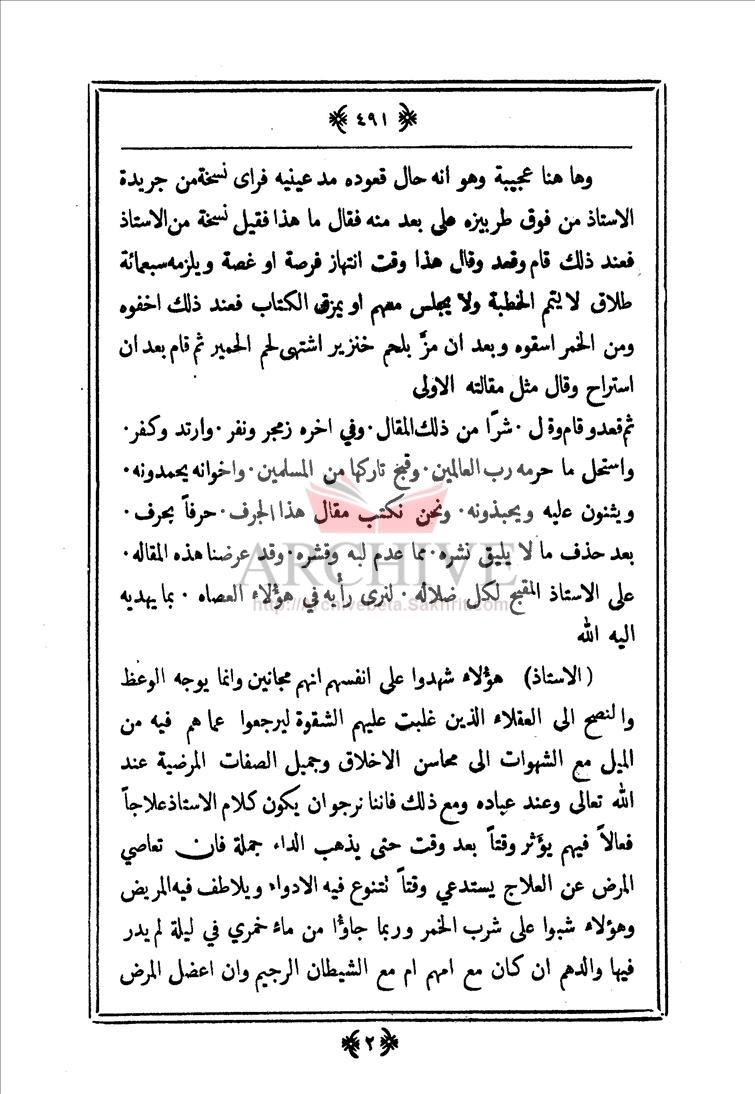 ٤٩١
وها هنا عجيبة وهو انه حال قعوده مد عينيه فراى نسخة من جريدة
الاستاذ من فوق طربيزه على بعد منه فقال ما هذا فقيل نسخة من الاستاذ
فعند ذلك قام وقعد وقال هذا وقت انتهاز فرصة او غصة ويلزمه سبعمائة
طلاق لا يتمم الخطبة ولا يجلس معهم او يمزق الكتاب فعند ذلك اخفوه
ومن الخمر اسقوه وبعد ان مزَّ بلحم خنزير اشتهى لحم الحمير ثم قام بعد ان
استراح وقال مثل مقالته الاولى
ثم قعد وقام وقال · شرًا من ذلك المقال · وفي اخره زمجر ونفر · وارتد وكفر ·
واستحل ما حرمه رب العالمين · وقبح تاركها من المسلمين · واخوانه يحمدونه ·
ويثنون عليه ويحبذونه · ونحن نكتب مقال هذا الجرف · حرفاً بحرف ·
بعد حذف ما لا يليق نشره · مما عدم لبه وقشره · وقد عرضنا هذه المقاله ·
على الاستاذ المقبح لكل ضلاله · لنرى رأيه في هؤلاء العصاه · بما يهديه
اليه الله
(الاستاذ) هؤلاء شهدوا على انفسهم انهم مجانين وانما يوجه الوعظ
والنصح الى العقلاء الذين غلبت عليهم الشقوة ليرجعوا عما هم فيه من
الميل مع الشهوات الى محاسن الاخلاق وجميل الصفات المرضية عند
الله تعالى وعند عباده ومع ذلك فاننا نرجو ان يكون كلام الاستاذ علاجاً
فعالاً فيهم يؤثر وقتاً بعد وقت حتى يذهب الداء جملة فان تعاصي
المرض عن العلاج يستدعي وقتاً تتنوع فيه الادواء ويلاطف فيه المريض
وهؤلاء شبوا على شرب الخمر وربما جاؤا من ماء خمري في ليلة لم يدر
فيها والدهم ان كان مع امهم ام مع الشيطان الرجيم وان اعضل المرض
٢
ARCHIVE
http://Archivebeta.Sakhrit.com